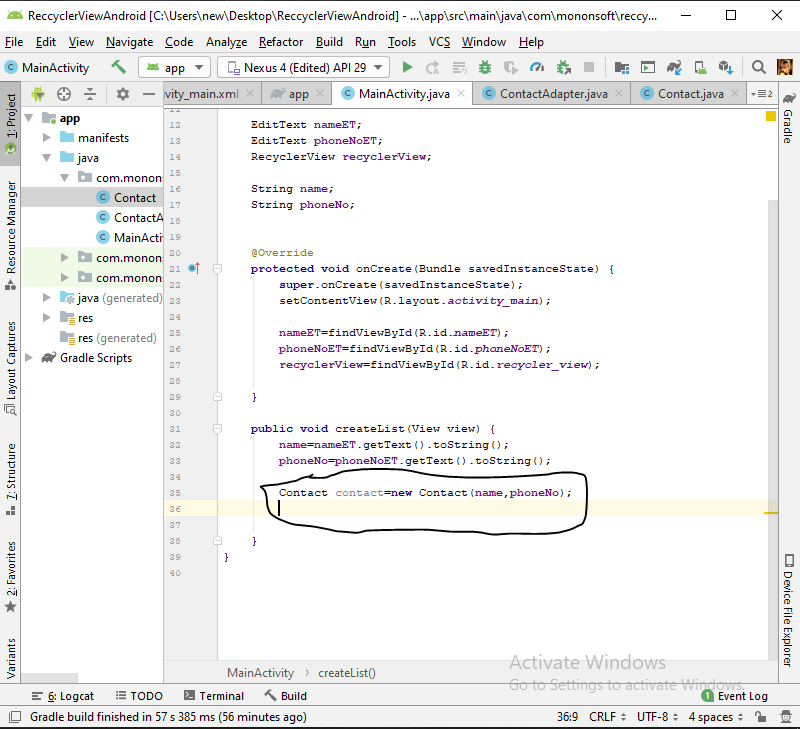 ReccyclerViewAndroid [C:\Users\new\Desktop\ReccyclerViewAndroid] - ...\app\src\main\java\com\mononsoft\reccy...
File Edit View Navigate Code Analyze Refactor Build Run Tools VCS Window Help
MainActivity app Nexus 4 (Edited) API 29
vity_main.xml app MainActivity.java ContactAdapter.java Contact.java 2
1: Project
Resource Manager
Layout Captures
7: Structure
2: Favorites
Variants
app
manifests
java
com.monon
Contact
ContactA
MainActi
com.monon
com.monon
java (generated)
res
res (generated)
Gradle Scripts
11
12 EditText nameET;
13 EditText phoneNoET;
14 RecyclerView recyclerView;
15
16 String name;
17 String phoneNo;
18
19
20 @Override
21 protected void onCreate(Bundle savedInstanceState) {
22 super.onCreate(savedInstanceState);
23 setContentView(R.layout.activity_main);
24
25 nameET=findViewById(R.id.nameET);
26 phoneNoET=findViewById(R.id.phoneNoET);
27 recyclerView=findViewById(R.id.recycler_view);
28
29 }
30
31 public void createList(View view) {
32 name=nameET.getText().toString();
33 phoneNo=phoneNoET.getText().toString();
34
35 Contact contact=new Contact(name,phoneNo);
36
37
38 }
39 }
40
Gradle
Device File Explorer
MainActivity createList()
Activate Windows
Go to Settings to activate Windows.
6: Logcat TODO Terminal Build 1 Event Log
Gradle build finished in 57 s 385 ms (56 minutes ago) 36:9 CRLF UTF-8 4 spaces